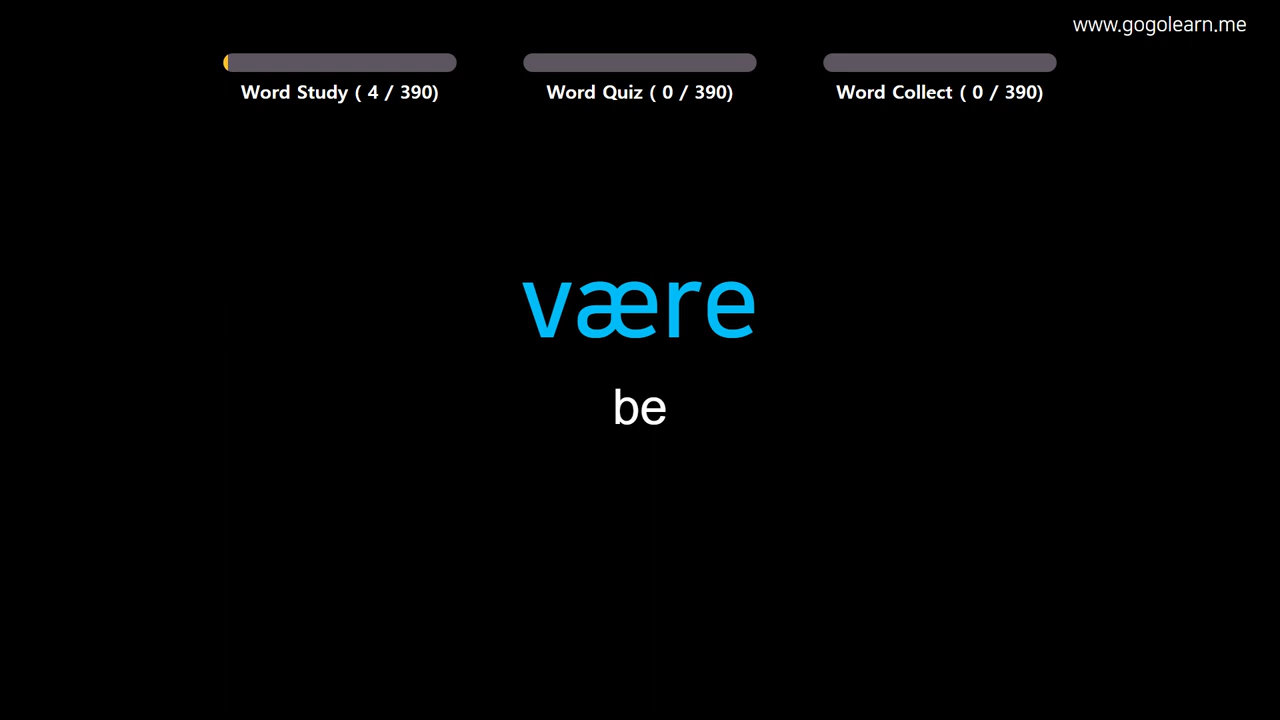 www.gogolearn.me
Word Study ( 4 / 390)
Word Quiz ( 0 / 390)
Word Collect ( 0 / 390)
være
be